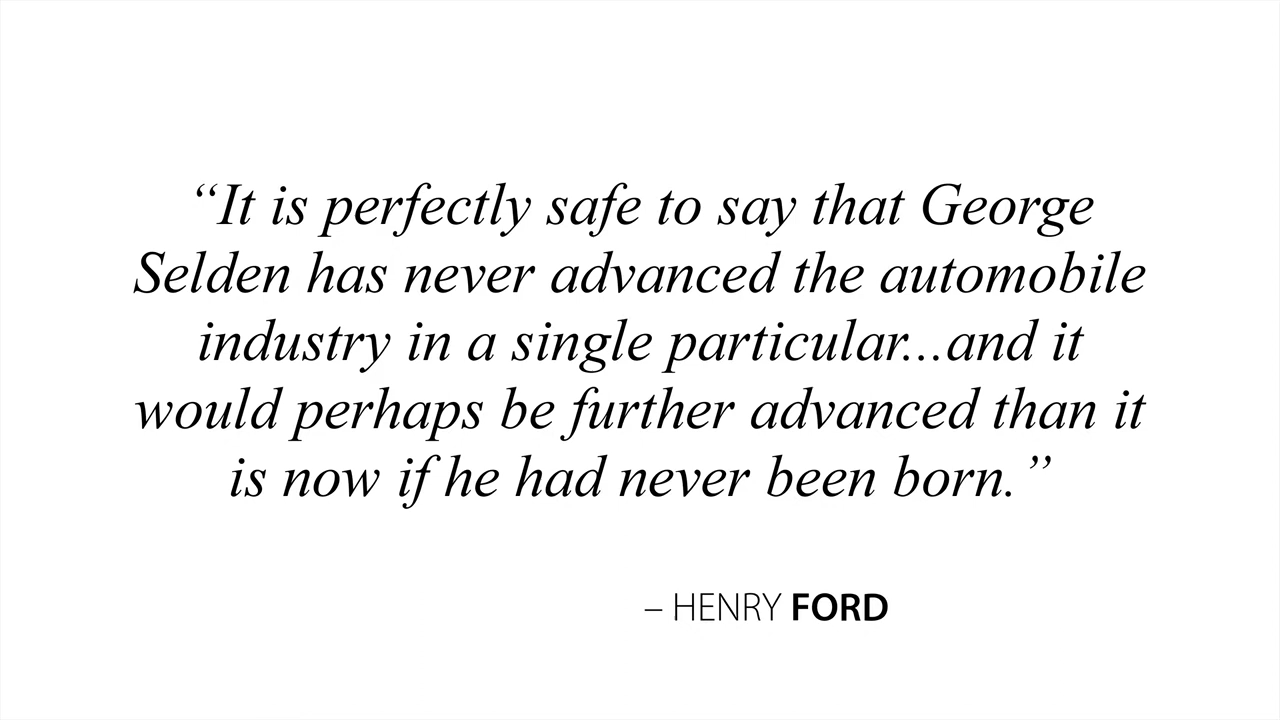 “It is perfectly safe to say that George
Selden has never advanced the automobile
industry in a single particular...and it
would perhaps be further advanced than it
is now if he had never been born.”
– HENRY FORD